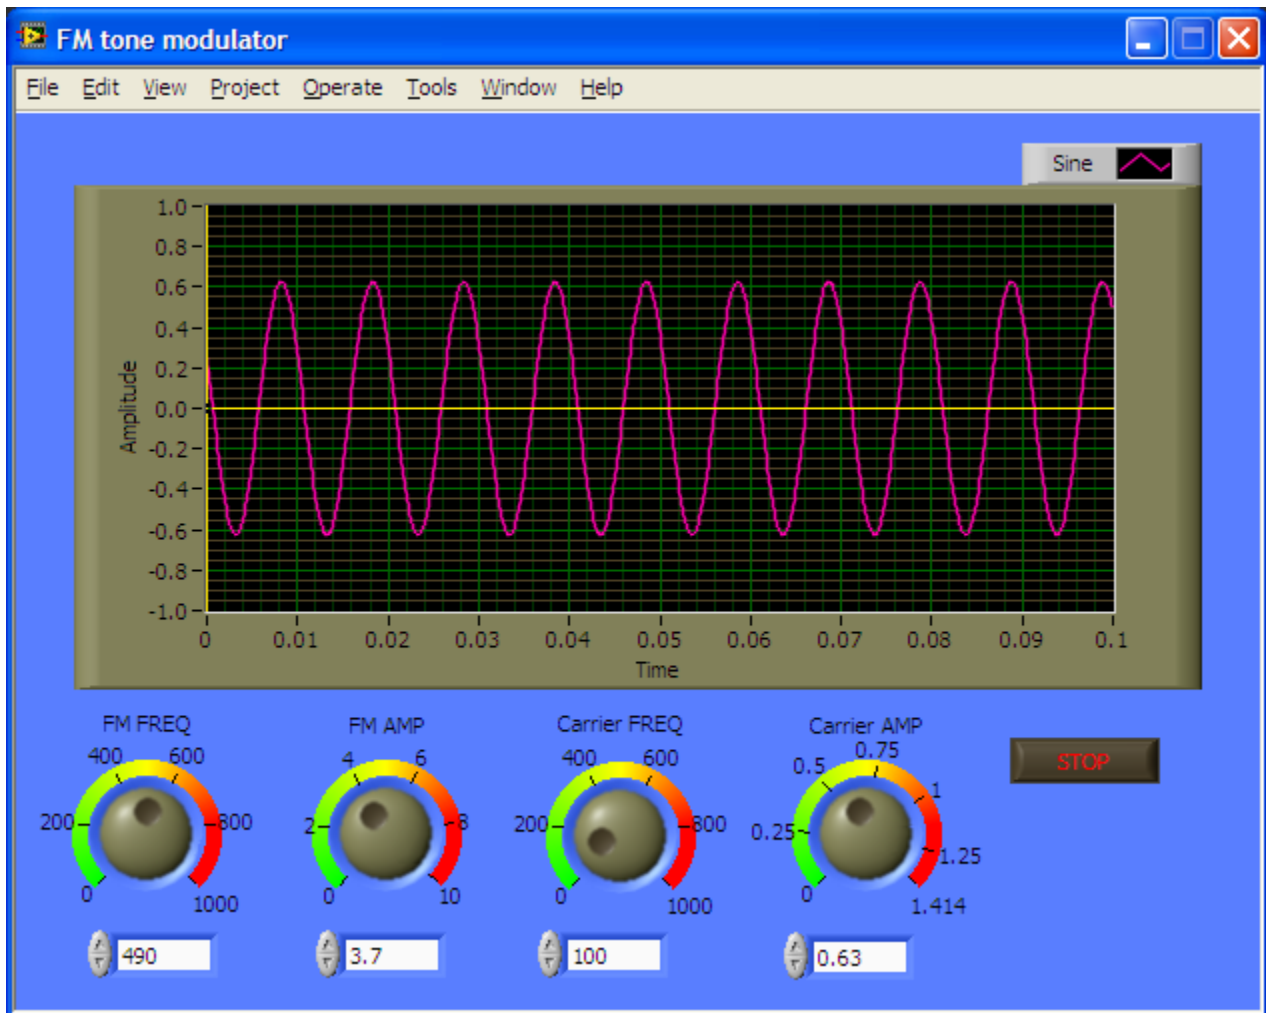 FM tone modulator
File Edit View Project Operate Tools Window Help
Sine
1.0
0.8
0.6
0.4
0.2
0.0
-0.2
-0.4
-0.6
-0.8
-1.0
Amplitude
0 0.01 0.02 0.03 0.04 0.05 0.06 0.07 0.08 0.09 0.1
Time
FM FREQ
400 600
200 800
0 1000
490
FM AMP
4 6
2 8
0 10
3.7
Carrier FREQ
400 600
200 800
0 1000
100
Carrier AMP
0.5 0.75 1
0.25 1.25
0 1.414
0.63
STOP